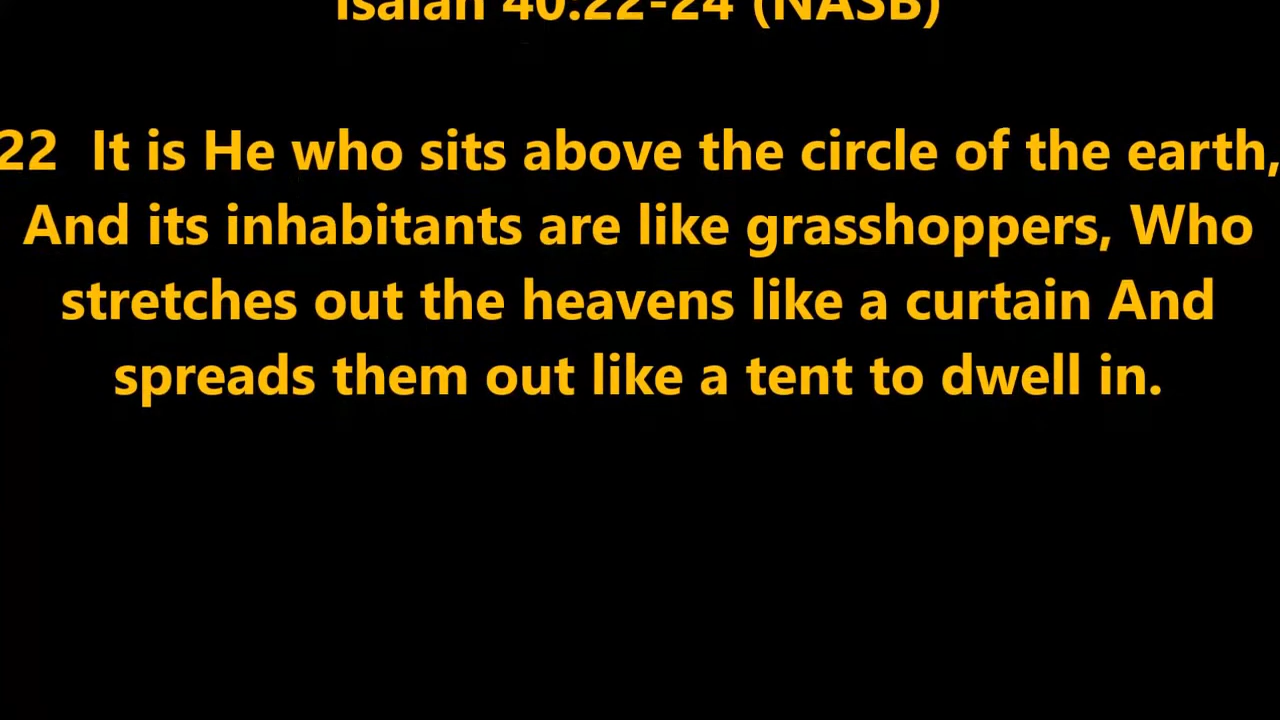 Isaiah 40:22-24 (NASB)
22 It is He who sits above the circle of the earth,
And its inhabitants are like grasshoppers, Who
stretches out the heavens like a curtain And
spreads them out like a tent to dwell in.